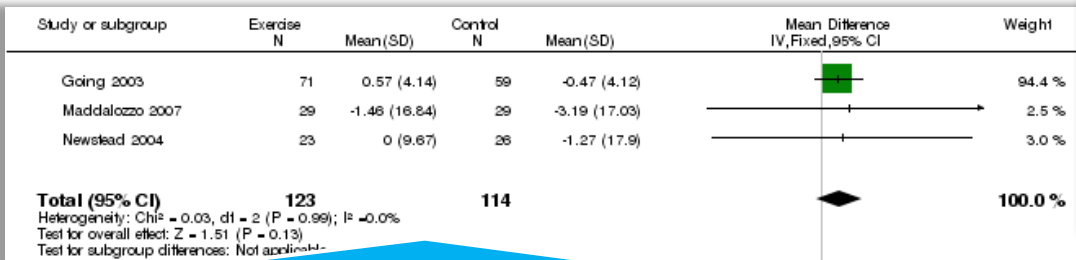 Study or subgroup Exercise Control Mean Difference Weight
N Mean(SD) N Mean(SD) IV,Fixed,95% CI
Going 2003 71 0.57 (4.14) 59 -0.47 (4.12) 94.4 %
Maddalozzo 2007 29 -1.46 (16.84) 29 -3.19 (17.03) 2.5 %
Newstead 2004 23 0 (9.67) 26 -1.27 (17.9) 3.0 %
Total (95% CI) 123 114 100.0 %
Heterogeneity: Chi² = 0.03, df = 2 (P = 0.99); I² =0.0%
Test for overall effect: Z = 1.51 (P = 0.13)
Test for subgroup differences: Not